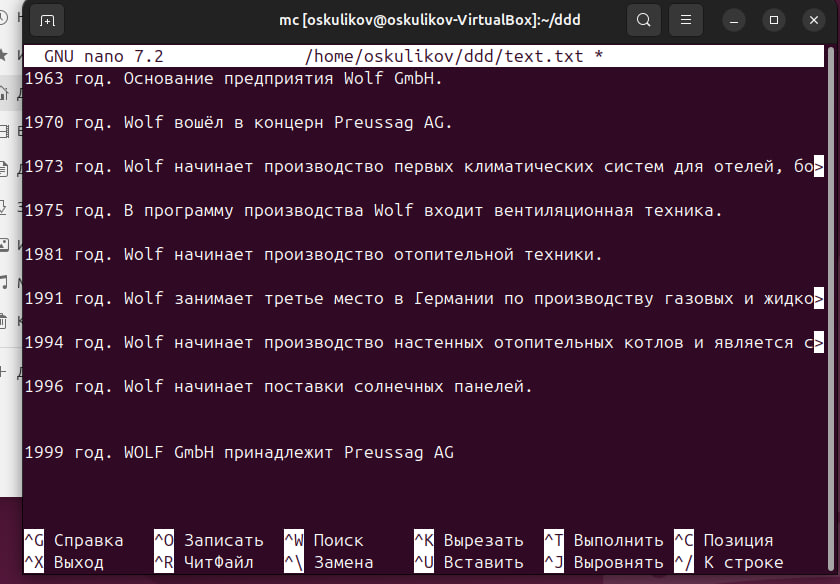 mc [oskulikov@oskulikov-VirtualBox]:~/ddd
GNU nano 7.2 /home/oskulikov/ddd/text.txt *
1963 год. Основание предприятия Wolf GmbH.
1970 год. Wolf вошёл в концерн Preussag AG.
1973 год. Wolf начинает производство первых климатических систем для отелей, бо>
1975 год. В программу производства Wolf входит вентиляционная техника.
1981 год. Wolf начинает производство отопительной техники.
1991 год. Wolf занимает третье место в Германии по производству газовых и жидко>
1994 год. Wolf начинает производство настенных отопительных котлов и является с>
1996 год. Wolf начинает поставки солнечных панелей.
1999 год. WOLF GmbH принадлежит Preussag AG
^G Справка ^O Записать ^W Поиск ^K Вырезать ^T Выполнить ^C Позиция
^X Выход ^R ЧитФайл ^\ Замена ^U Вставить ^J Выровнять ^/ К строке